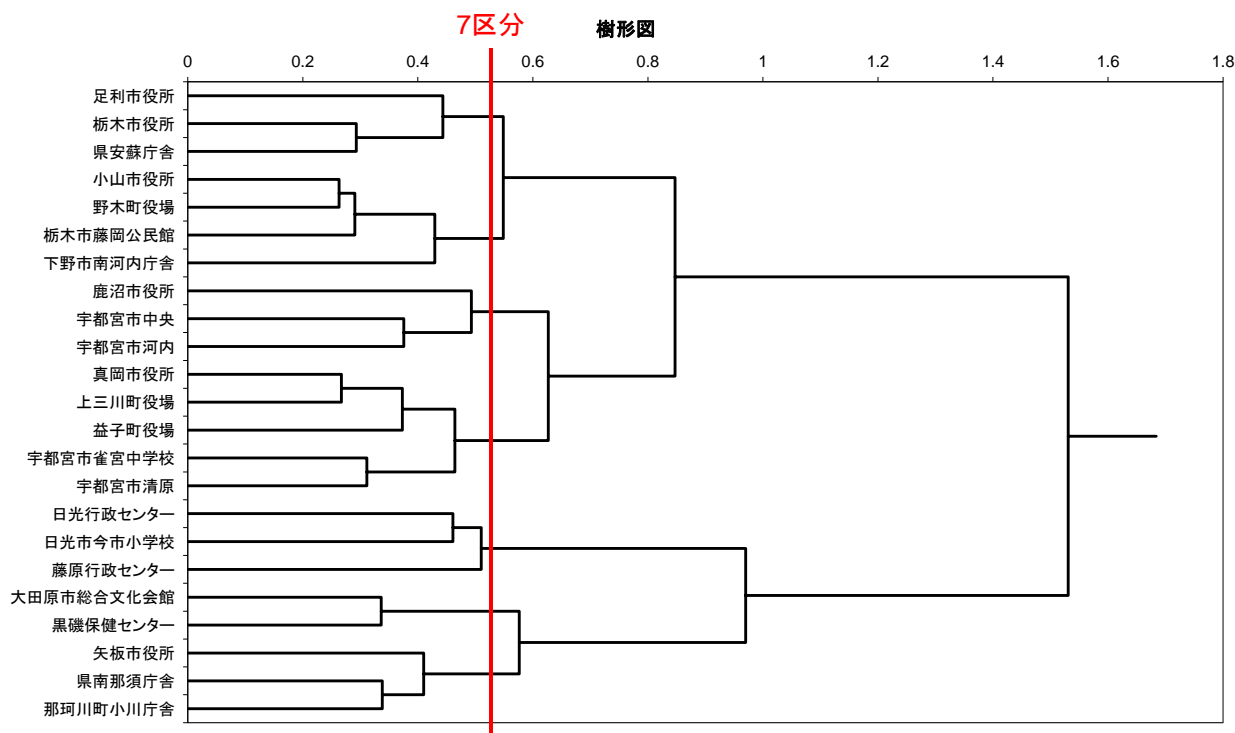 7区分
樹形図
0 0.2 0.4 0.6 0.8 1 1.2 1.4 1.6 1.8
足利市役所
栃木市役所
県安蘇庁舎
小山市役所
野木町役場
栃木市藤岡公民館
下野市南河内庁舎
鹿沼市役所
宇都宮市中央
宇都宮市河内
真岡市役所
上三川町役場
益子町役場
宇都宮市雀宮中学校
宇都宮市清原
日光行政センター
日光市今市小学校
藤原行政センター
大田原市総合文化会館
黒磯保健センター
矢板市役所
県南那須庁舎
那珂川町小川庁舎